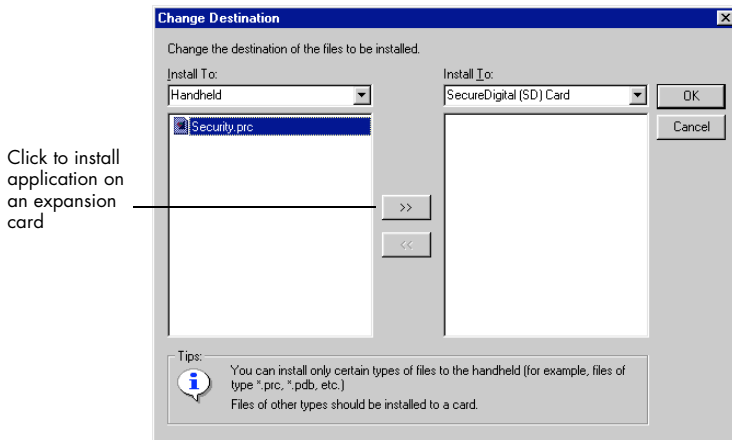 Change Destination
Change the destination of the files to be installed.
Install To:
Handheld
Install To:
SecureDigital (SD) Card
OK
Cancel
Security.prc
Click to install
application on
an expansion
card
>>
<<
Tips:
You can install only certain types of files to the handheld (for example, files of
type *.prc, *.pdb, etc.)
Files of other types should be installed to a card.